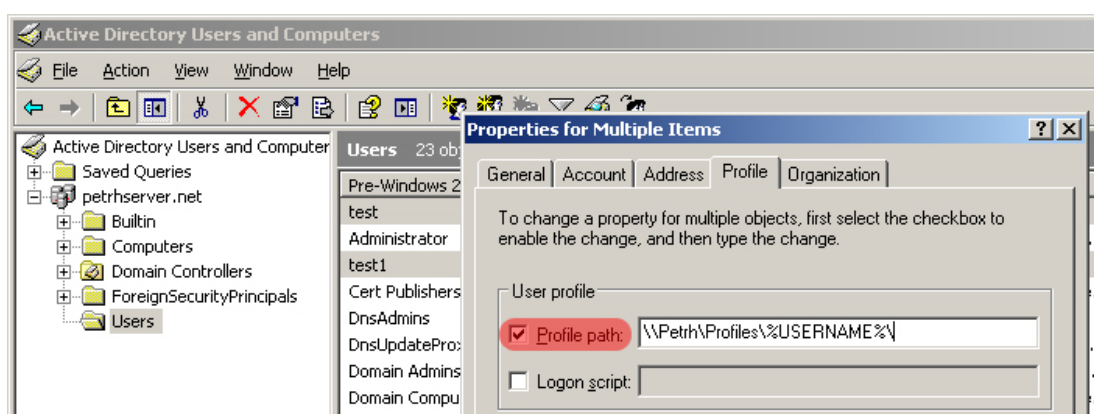 Active Directory Users and Computers
File Action View Window Help
Properties for Multiple Items
Active Directory Users and Computer
Saved Queries
petrhserver.net
Builtin
Computers
Domain Controllers
ForeignSecurityPrincipals
Users
Users 23 ob
Pre-Windows 2
test
Administrator
test1
Cert Publishers
DnsAdmins
DnsUpdatePro
Domain Admins
Domain Compu
General Account Address Profile Organization
To change a property for multiple objects, first select the checkbox to
enable the change, and then type the change.
User profile
Profile path: \\Petrh\Profiles\%USERNAME%\
Logon script: